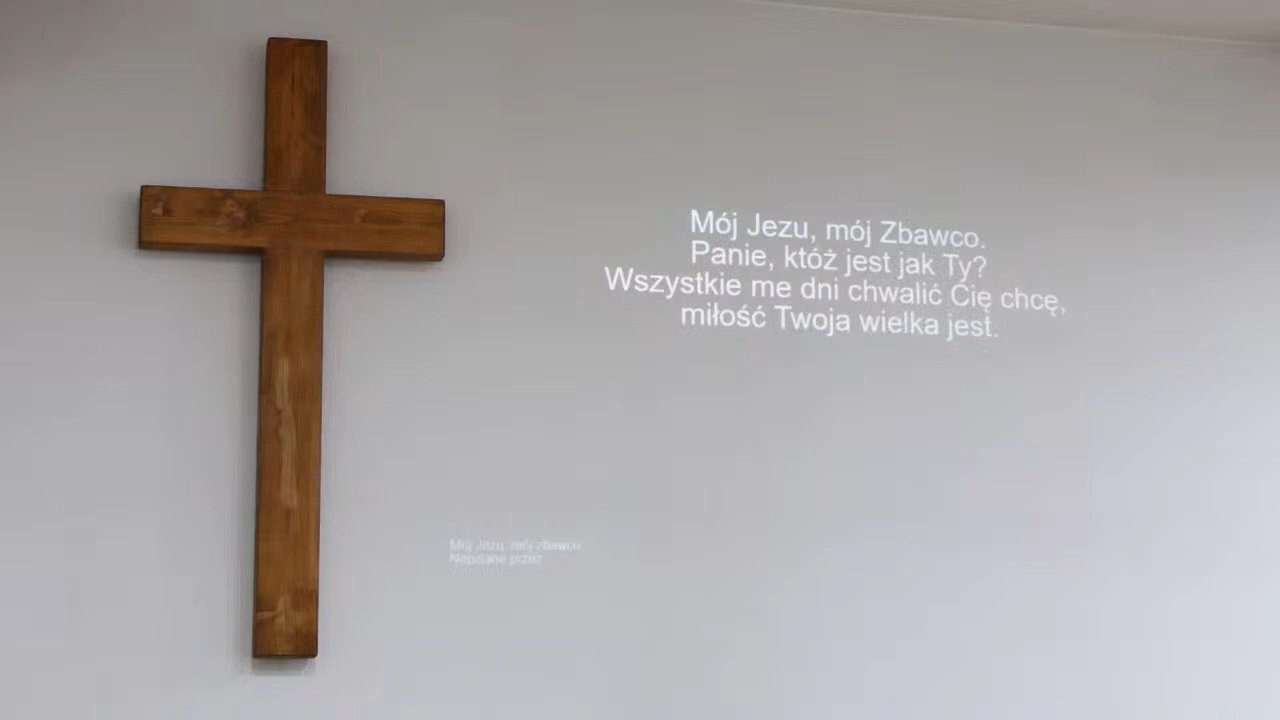 Mój Jezu, mój Zbawco.
Panie, któż jest jak Ty?
Wszystkie me dni chwalić Cię chcę,
miłość Twoja wielka jest.
Mój Jezu, mój zbawco
Napisane przez